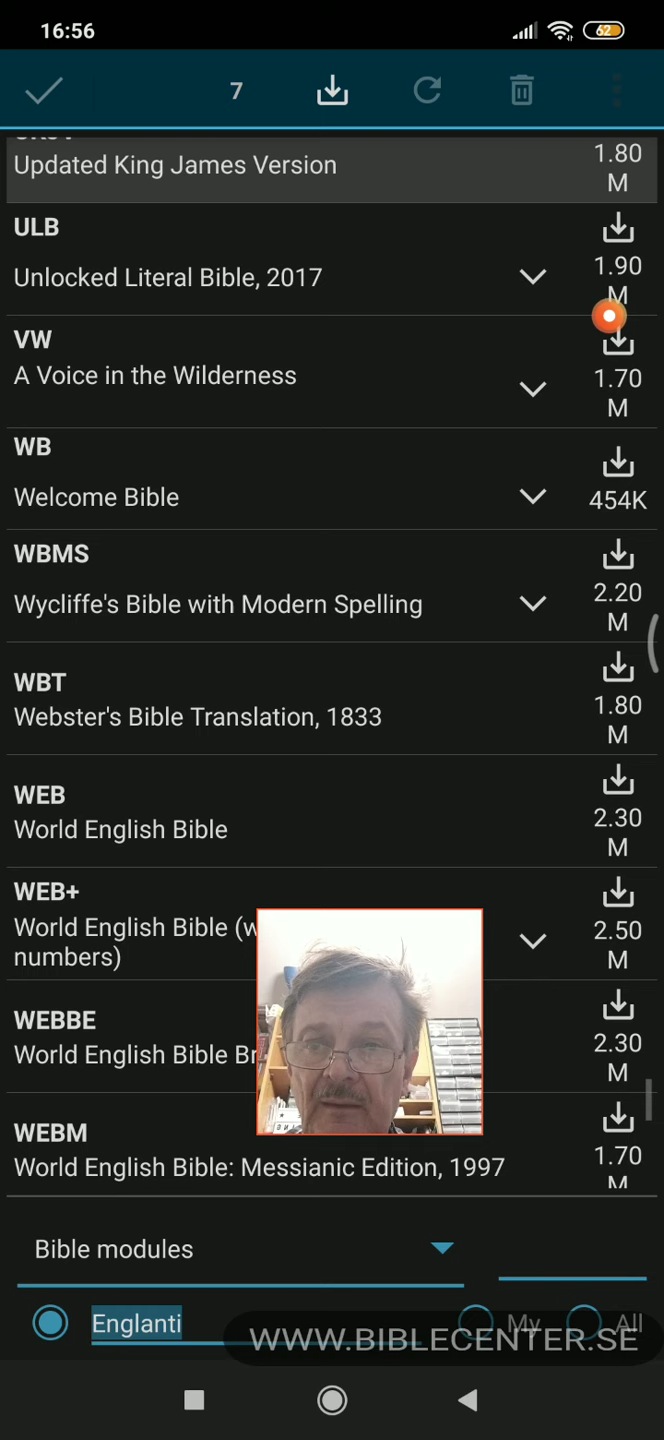 16:56
62
7
Updated King James Version
1.80
M
ULB
Unlocked Literal Bible, 2017
1.90
M
VW
A Voice in the Wilderness
1.70
M
WB
Welcome Bible
454K
WBMS
Wycliffe's Bible with Modern Spelling
2.20
M
WBT
Webster's Bible Translation, 1833
1.80
M
WEB
World English Bible
2.30
M
WEB+
World English Bible (w
numbers)
2.50
M
WEBBE
World English Bible Br
2.30
M
WEBM
World English Bible: Messianic Edition, 1997
1.70
M
Bible modules
Englanti
My
All
WWW.BIBLECENTER.SE